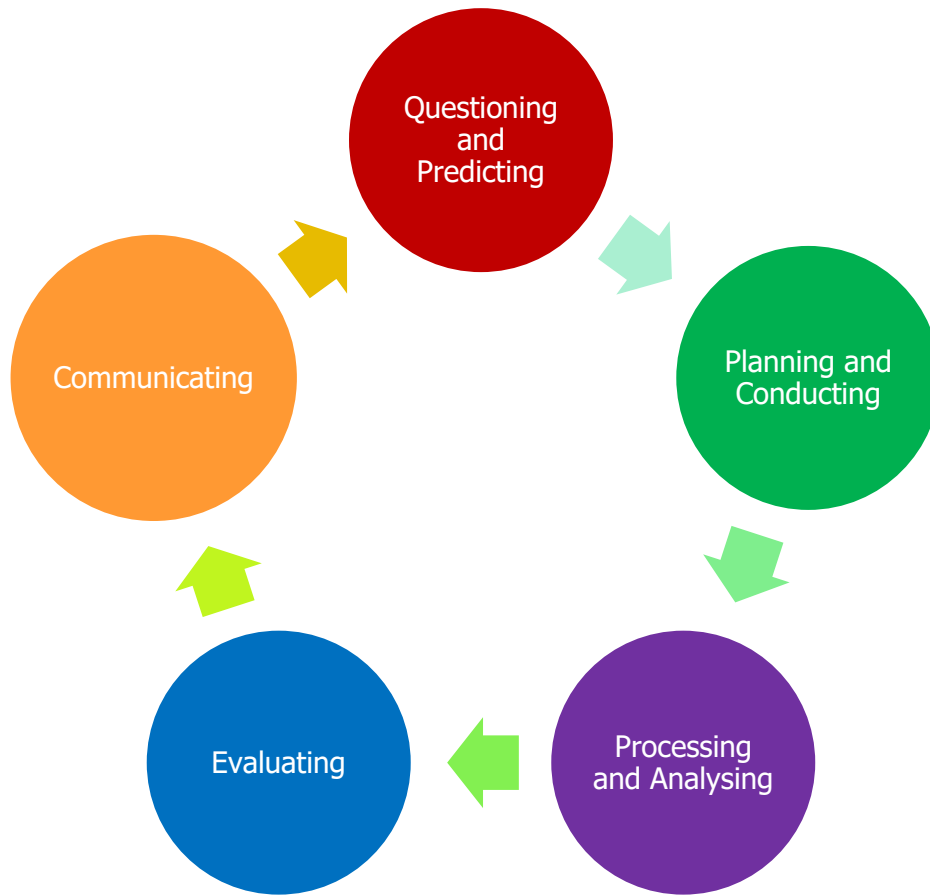 Questioning
and
Predicting
Planning and
Conducting
Processing
and Analysing
Evaluating
Communicating